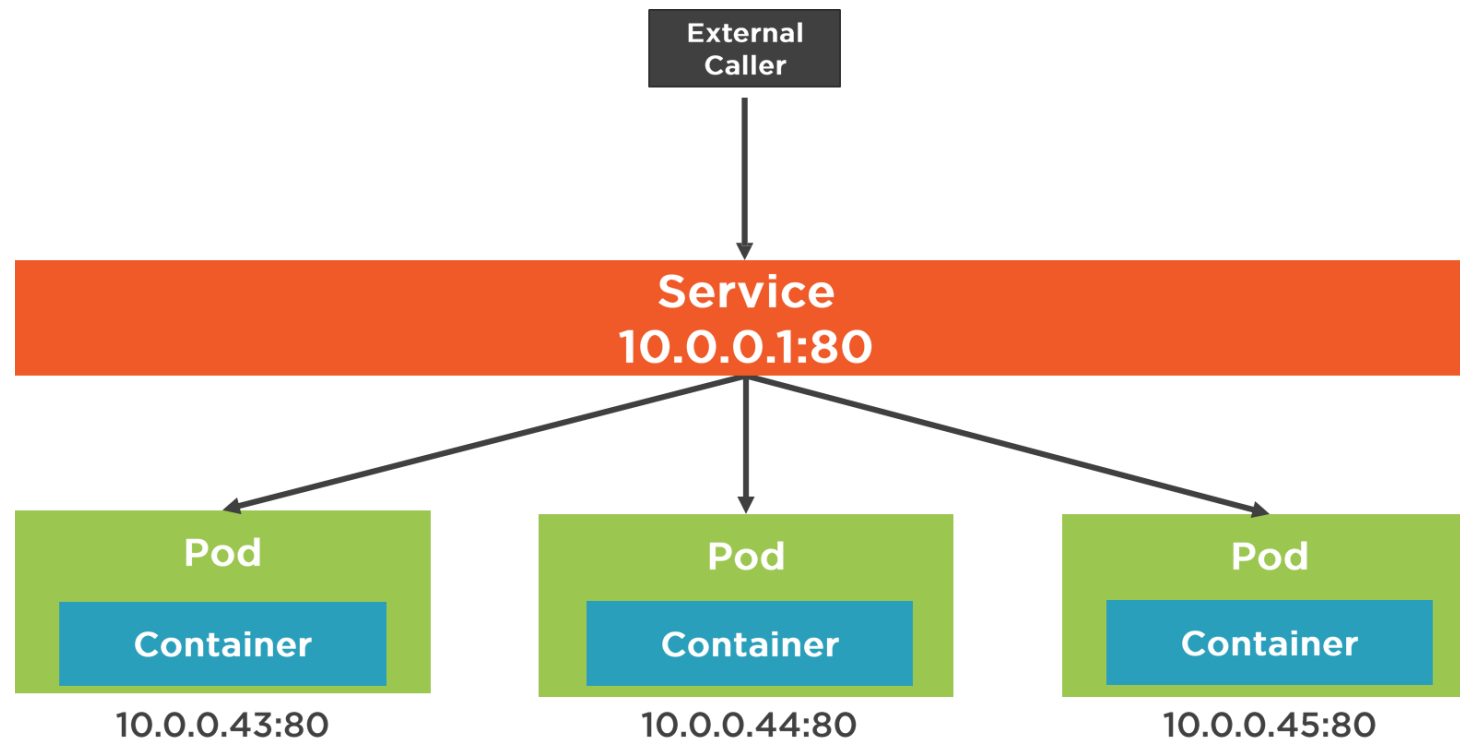 External
Caller
Service
10.0.0.1:80
Pod
Container
10.0.0.43:80
Pod
Container
10.0.0.44:80
Pod
Container
10.0.0.45:80